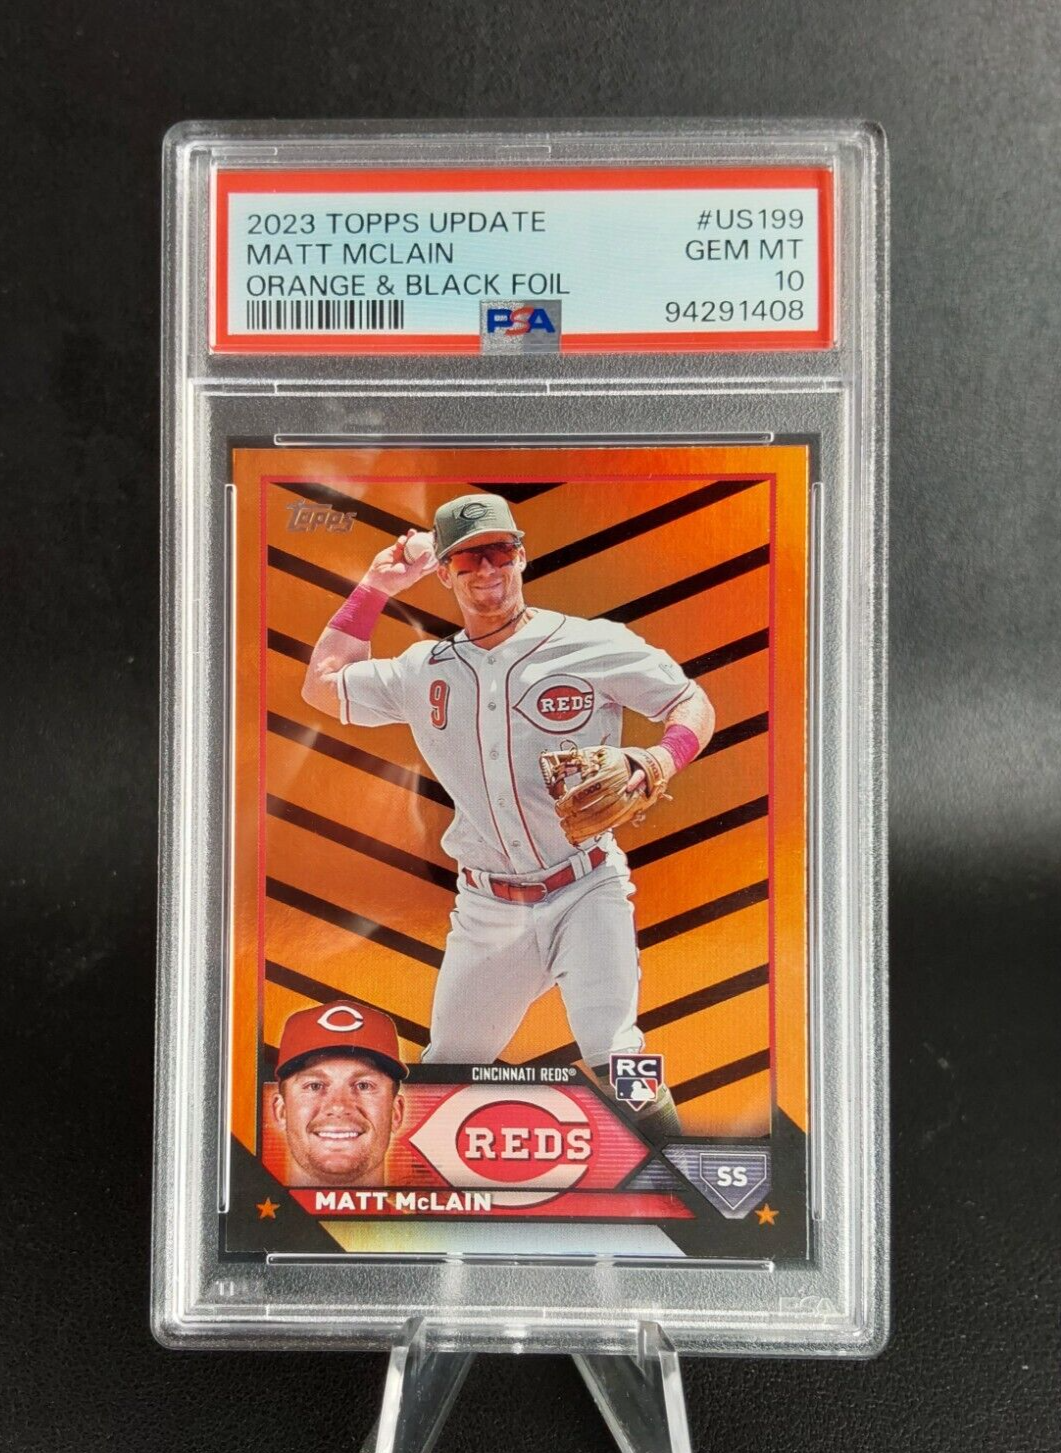 2023 TOPPS UPDATE #US199
MATT MCLAIN GEM MT
ORANGE & BLACK FOIL 10
94291408
PSA
Topps
9
REDS
CINCINNATI REDS®
RC
REDS
SS
MATT McLAIN
PSA